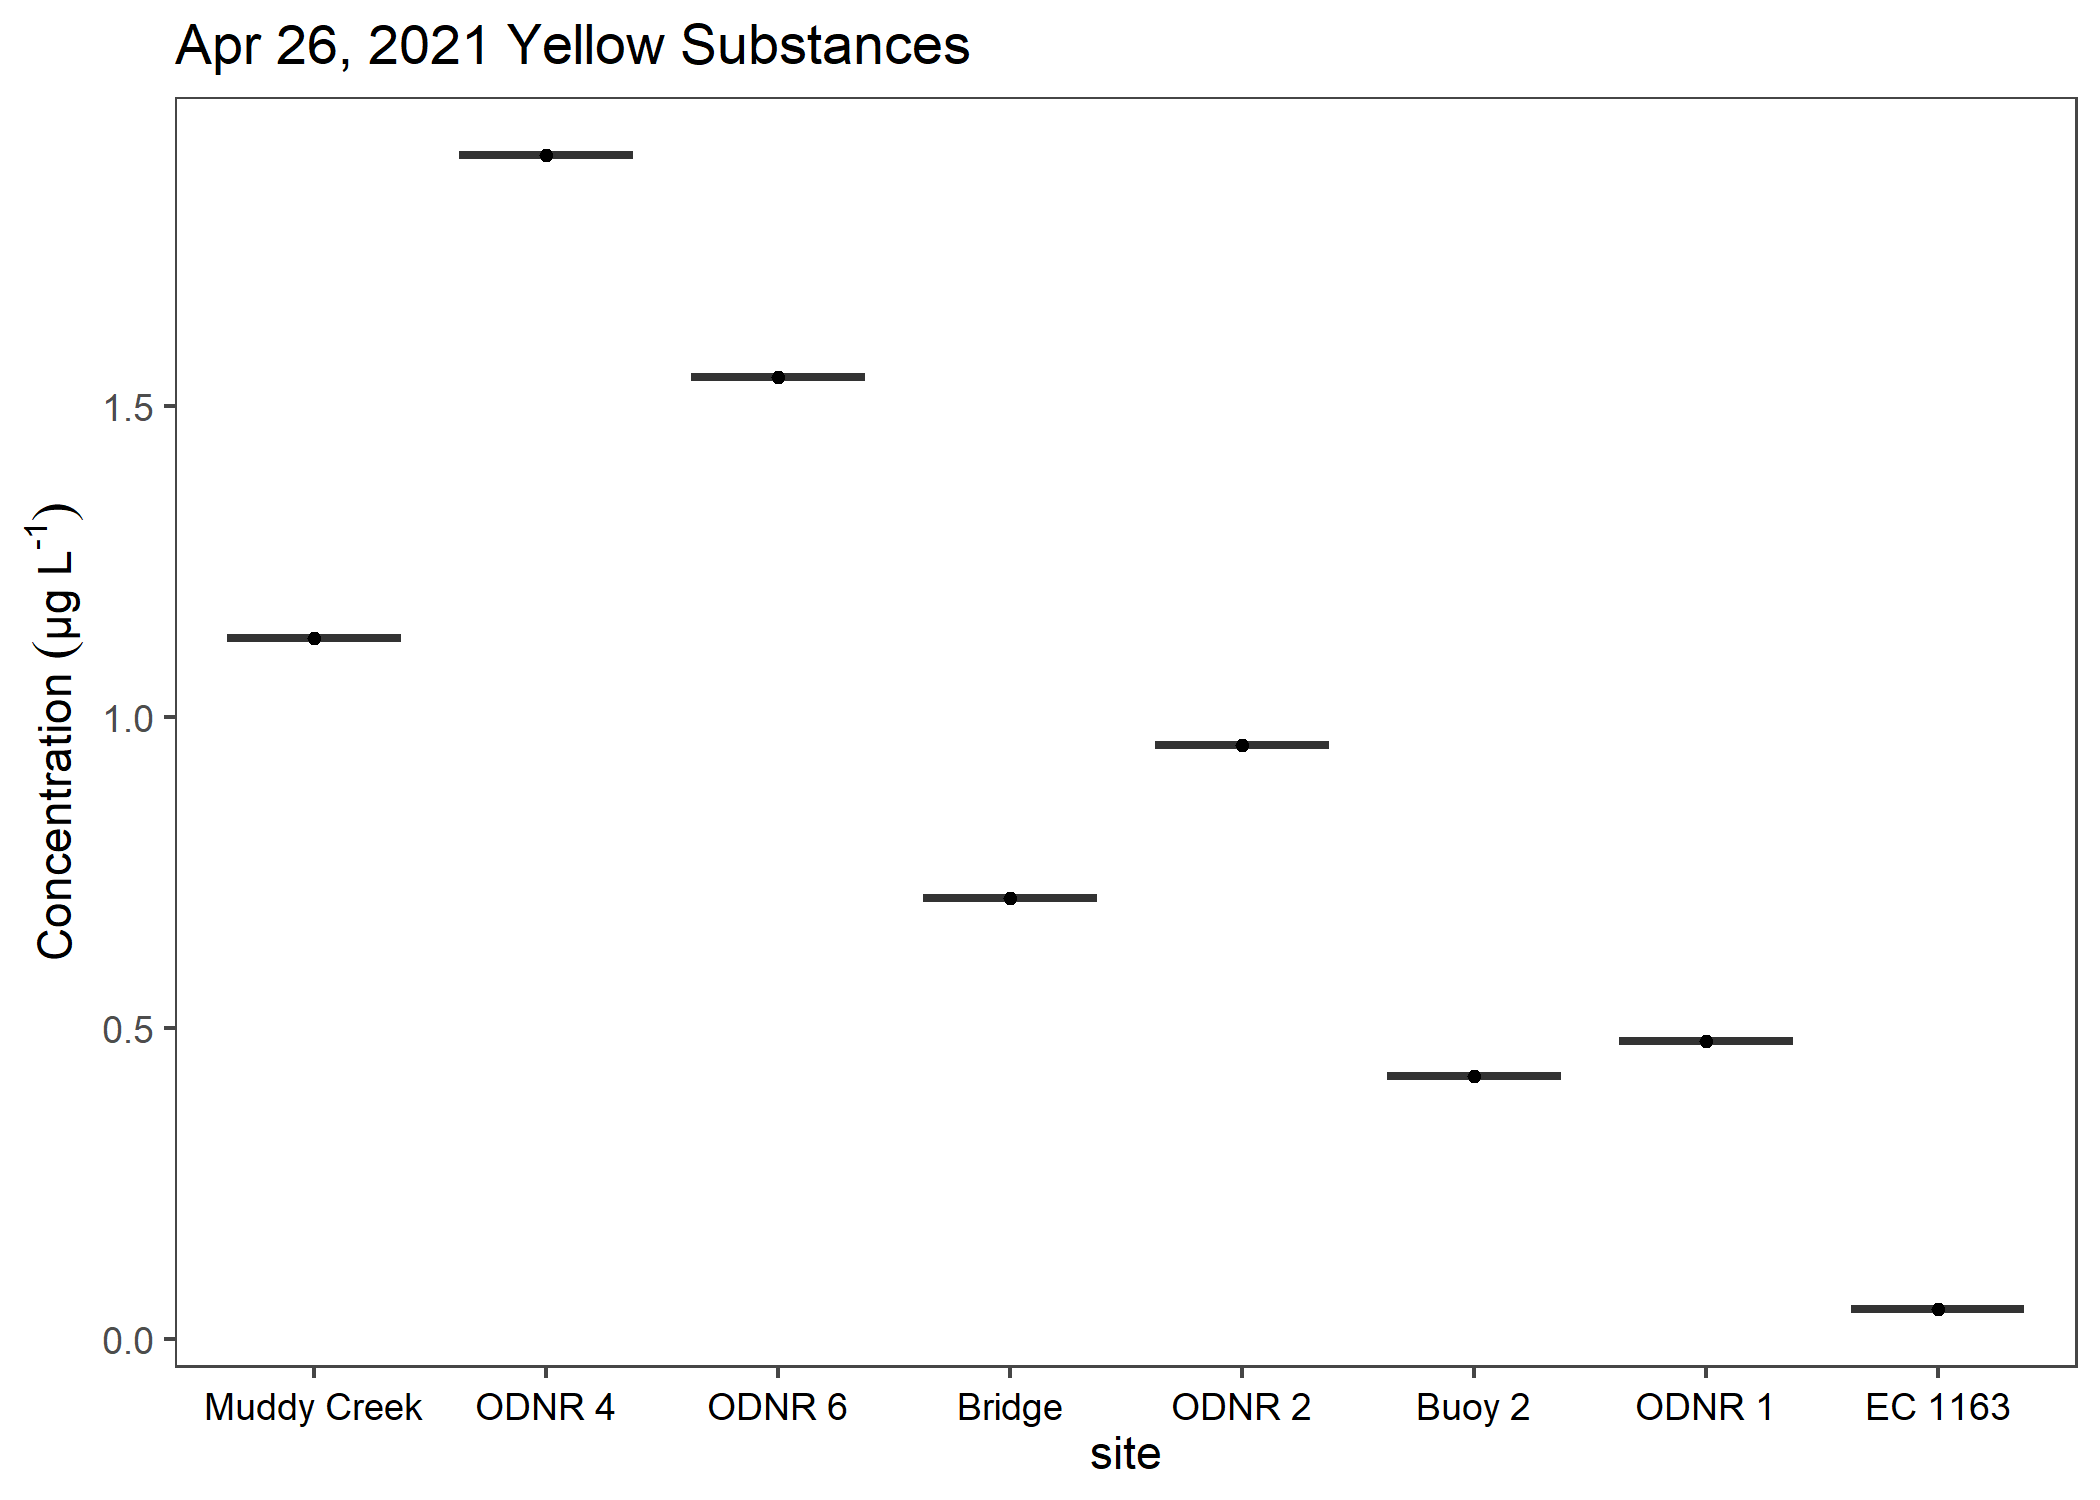 Apr 26, 2021 Yellow Substances
Concentration (µg L⁻¹)
1.5
1.0
0.5
0.0
Muddy Creek ODNR 4 ODNR 6 Bridge ODNR 2 Buoy 2 ODNR 1 EC 1163
site